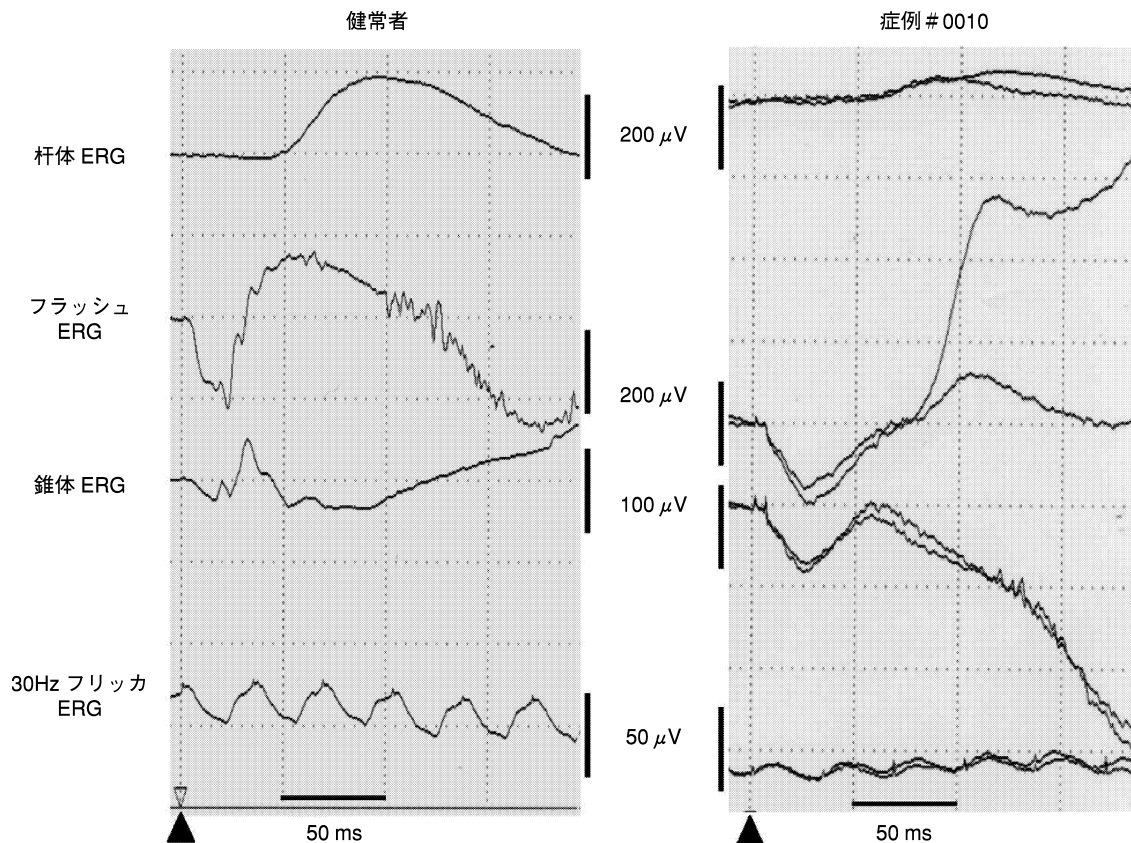 健常者
症例＃0010
杆体 ERG
200 μV
フラッシュ
ERG
200 μV
錐体 ERG
100 μV
30Hz フリッカ
ERG
50 μV
50 ms
50 ms